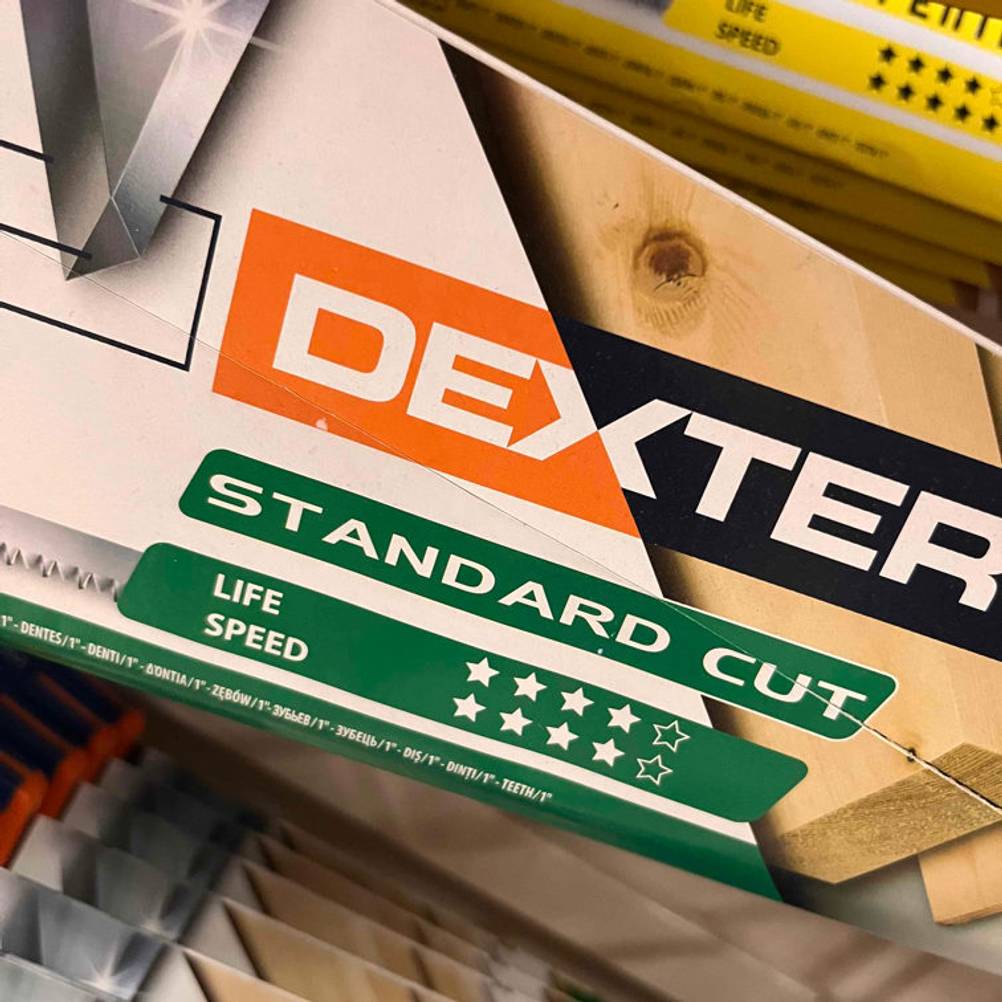 LIFE
SPEED
DEXTER
STANDARD CUT
LIFE
SPEED
1" - DENTES/1" - DENTI/1" - ΔΌΝΤΙΑ/1" - ZĘBÓW/1" - ЗУБЬЕВ/1" - ЗУБЕЦЬ/1" - DIŞ/1" - DINŢI/1" - TEETH/1"